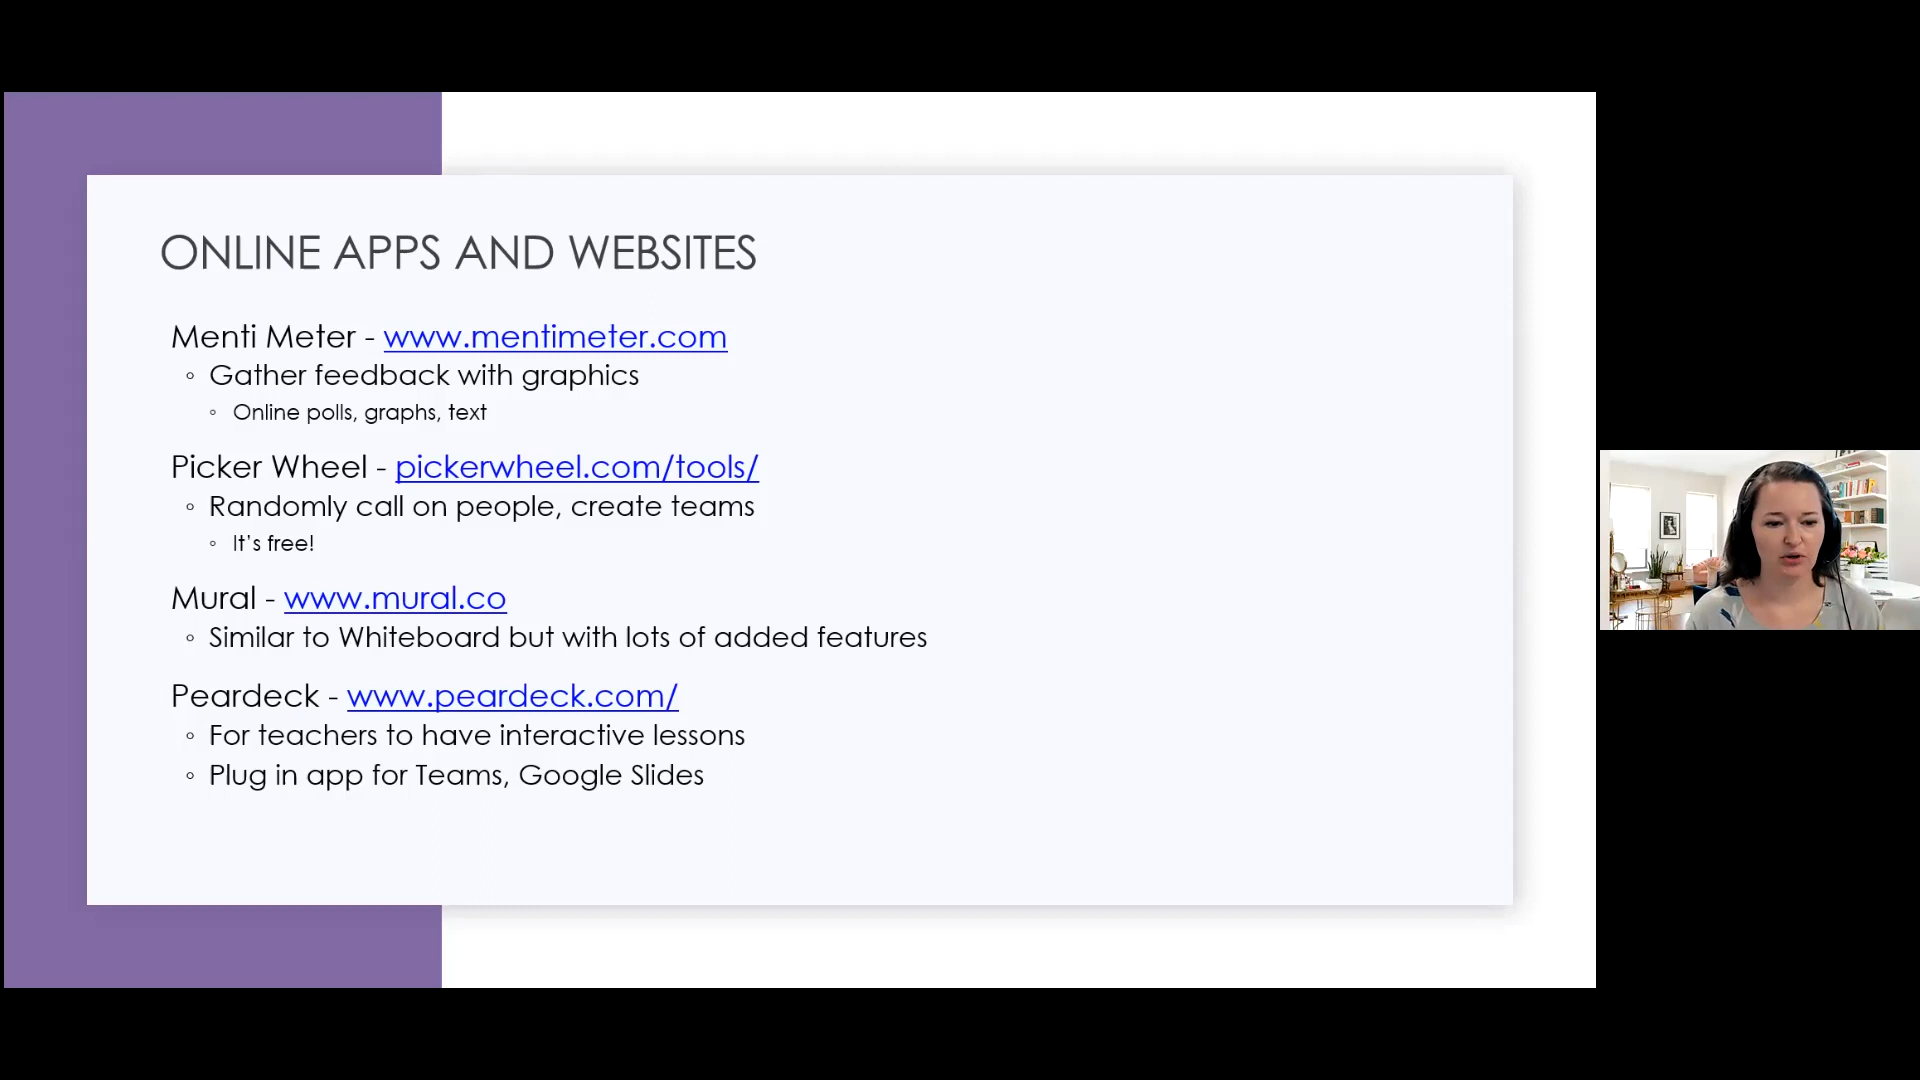 ONLINE APPS AND WEBSITES
Menti Meter - www.mentimeter.com
◦ Gather feedback with graphics
◦ Online polls, graphs, text
Picker Wheel - pickerwheel.com/tools/
◦ Randomly call on people, create teams
◦ It's free!
Mural - www.mural.co
◦ Similar to Whiteboard but with lots of added features
Peardeck - www.peardeck.com/
◦ For teachers to have interactive lessons
◦ Plug in app for Teams, Google Slides